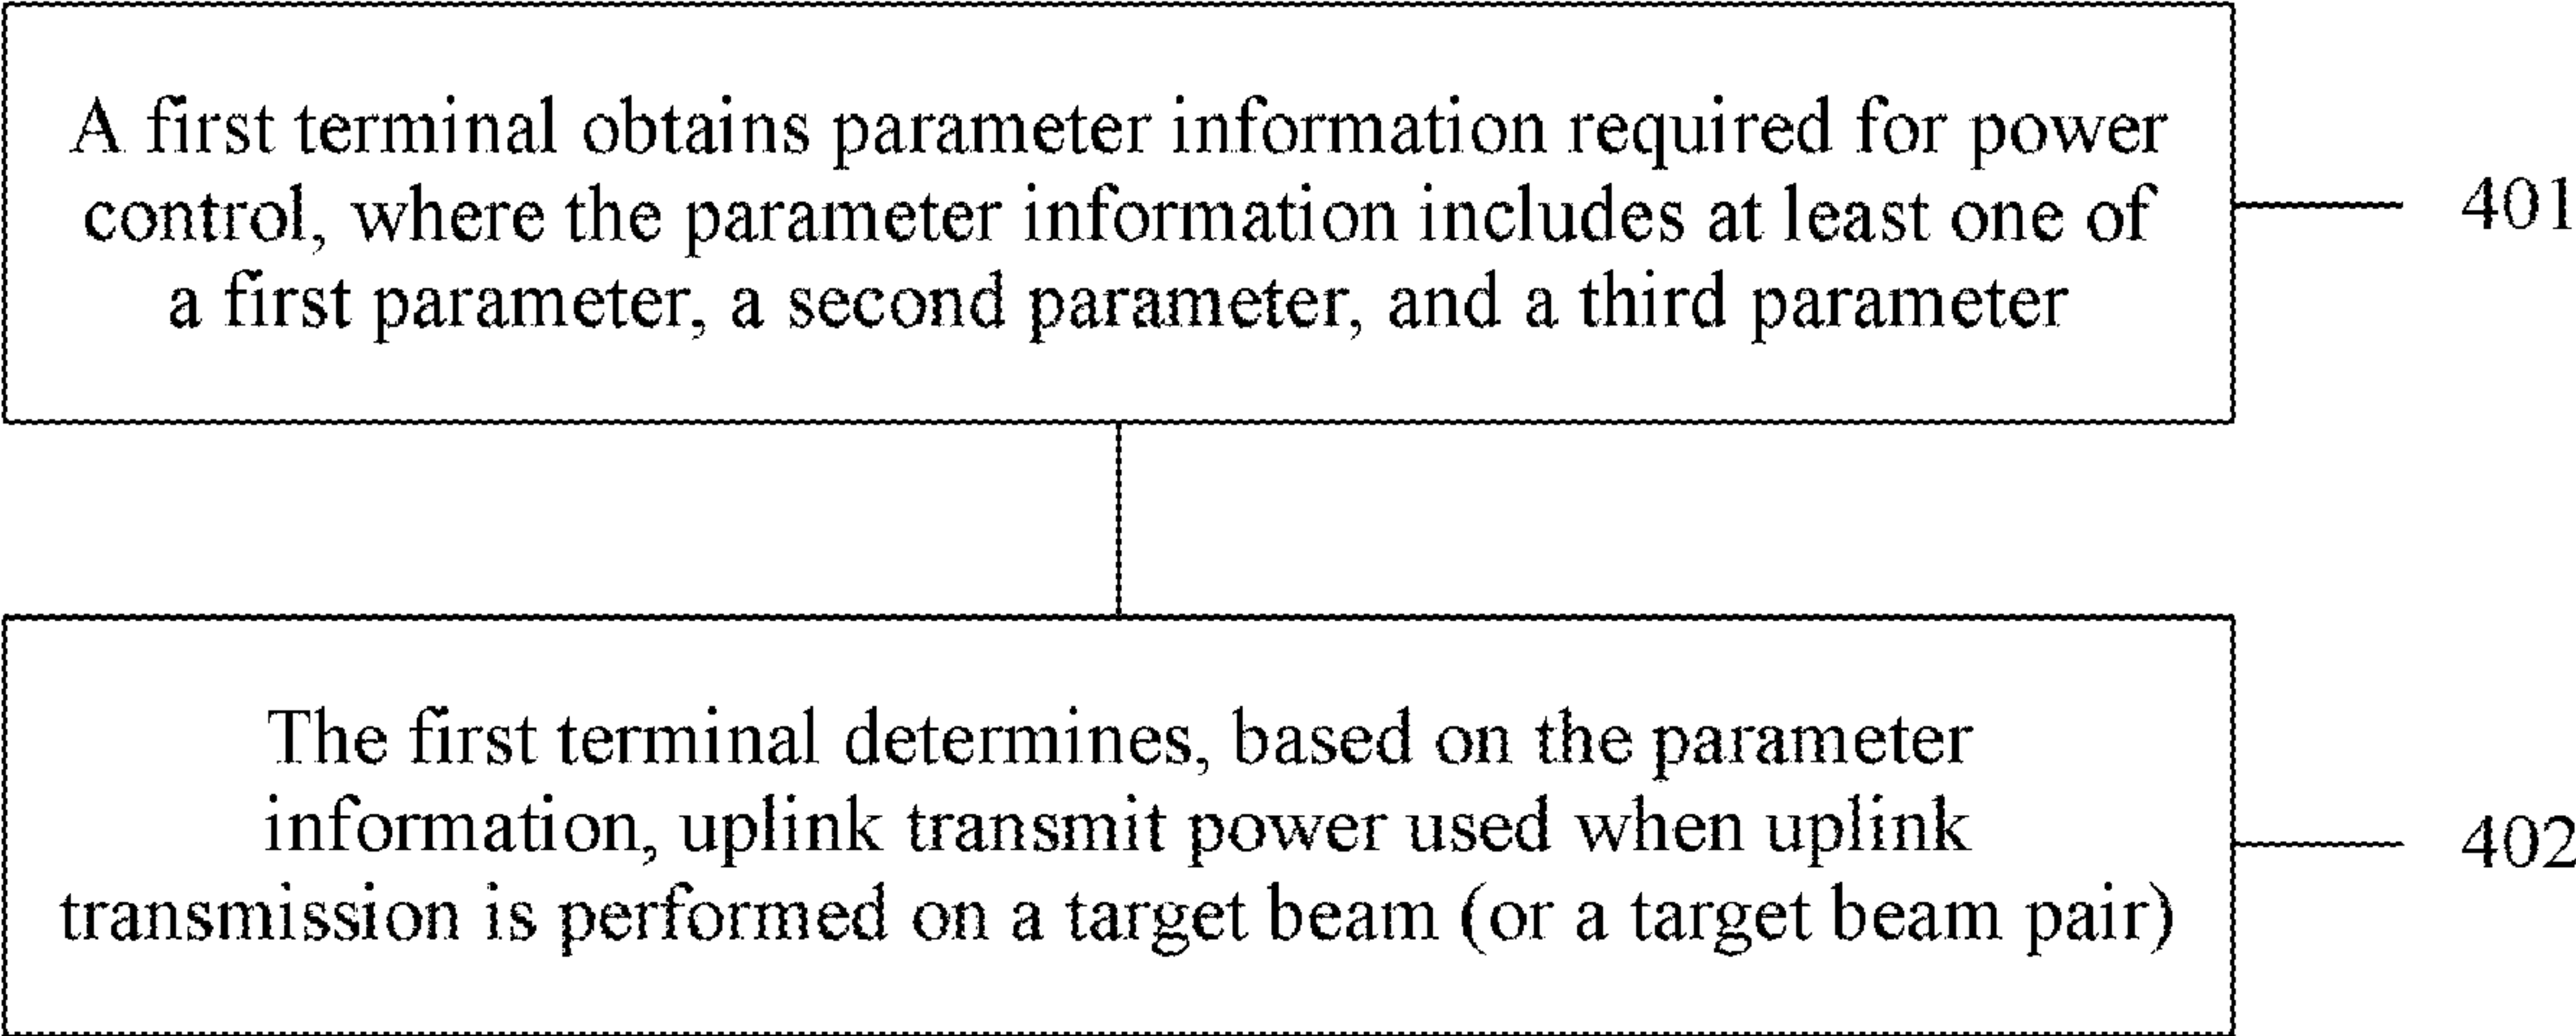 A first terminal obtains parameter information required for power
control, where the parameter information includes at least one of
a first parameter, a second parameter, and a third parameter
401
The first terminal determines, based on the parameter
information, uplink transmit power used when uplink
transmission is performed on a target beam (or a target beam pair)
402